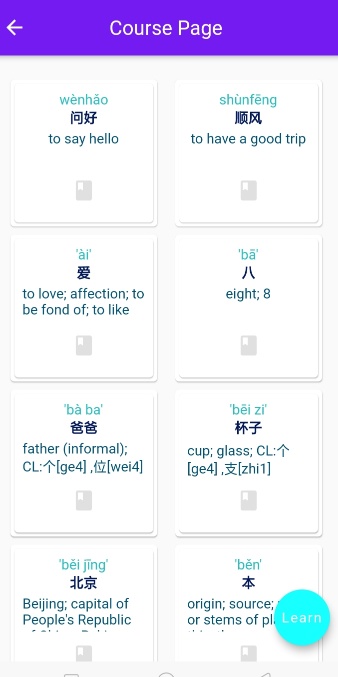 Course Page
wènhǎo
问好
to say hello
shùnfēng
顺风
to have a good trip
'ài'
爱
to love; affection; to
be fond of; to like
'bā'
八
eight; 8
'bà ba'
爸爸
father (informal);
CL:个[ge4] ,位[wei4]
'bēi zi'
杯子
cup; glass; CL:个
[ge4] ,支[zhi1]
'běi jīng'
北京
Beijing; capital of
People's Republic
'běn'
本
origin; source;
or stems of
Learn